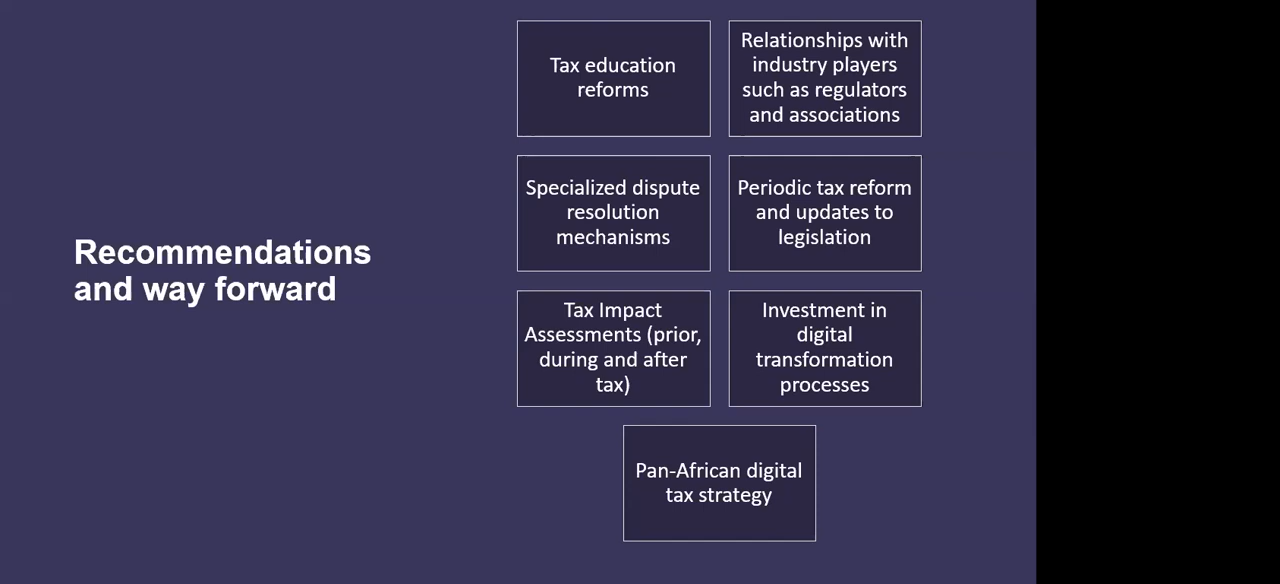 Recommendations
and way forward
Tax education
reforms
Relationships with
industry players
such as regulators
and associations
Specialized dispute
resolution
mechanisms
Periodic tax reform
and updates to
legislation
Tax Impact
Assessments (prior,
during and after
tax)
Investment in
digital
transformation
processes
Pan-African digital
tax strategy